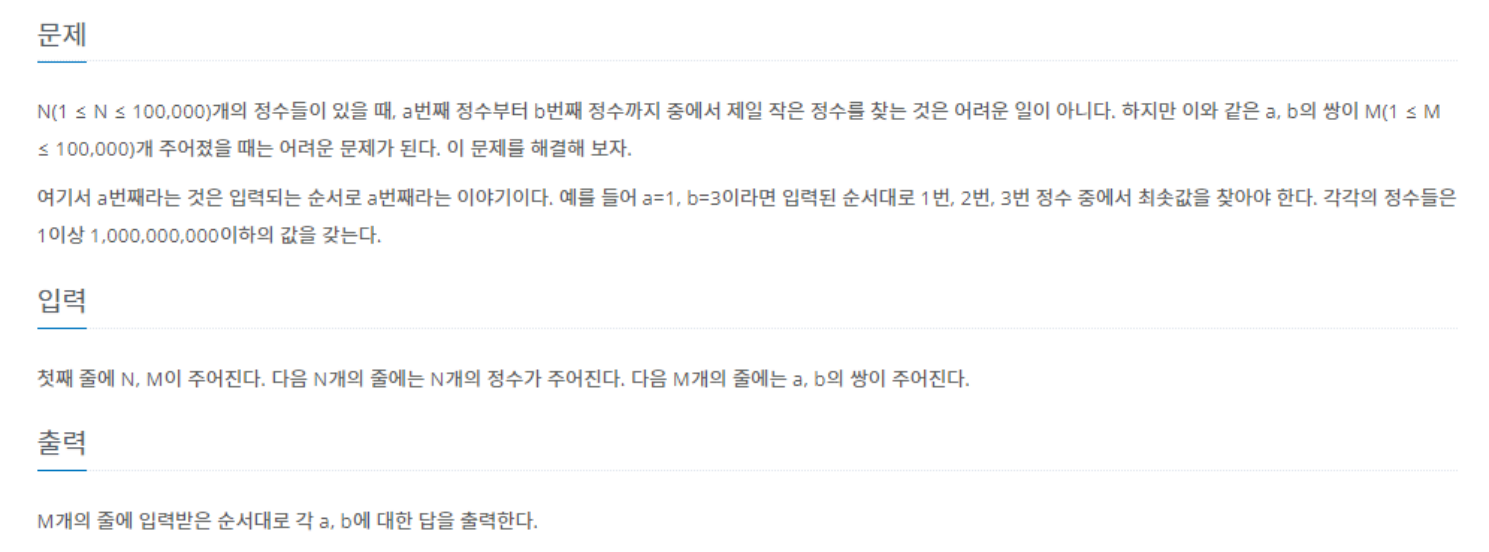 문제
N(1 ≤ N ≤ 100,000)개의 정수들이 있을 때, a번째 정수부터 b번째 정수까지 중에서 제일 작은 정수를 찾는 것은 어려운 일이 아니다. 하지만 이와 같은 a, b의 쌍이 M(1 ≤ M
≤ 100,000)개 주어졌을 때는 어려운 문제가 된다. 이 문제를 해결해 보자.
여기서 a번째라는 것은 입력되는 순서로 a번째라는 이야기이다. 예를 들어 a=1, b=3이라면 입력된 순서대로 1번, 2번, 3번 정수 중에서 최솟값을 찾아야 한다. 각각의 정수들은
1이상 1,000,000,000이하의 값을 갖는다.
입력
첫째 줄에 N, M이 주어진다. 다음 N개의 줄에는 N개의 정수가 주어진다. 다음 M개의 줄에는 a, b의 쌍이 주어진다.
출력
M개의 줄에 입력받은 순서대로 각 a, b에 대한 답을 출력한다.